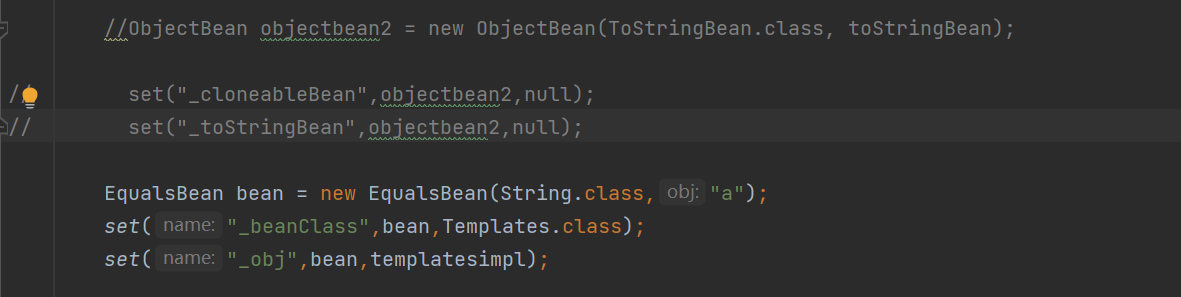 //ObjectBean objectbean2 = new ObjectBean(ToStringBean.class, toStringBean);
// set("_cloneableBean",objectbean2,null);
// set("_toStringBean",objectbean2,null);
EqualsBean bean = new EqualsBean(String.class, obj: "a");
set( name: "_beanClass",bean,Templates.class);
set( name: "_obj",bean,templatesimpl);